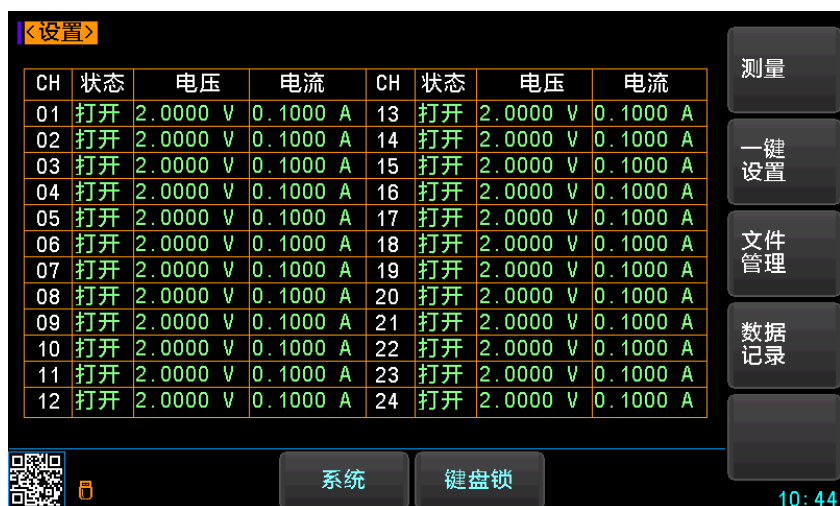 <设置>
CH 状态 电压 电流 CH 状态 电压 电流
01 打开 2.0000 V 0.1000 A 13 打开 2.0000 V 0.1000 A
02 打开 2.0000 V 0.1000 A 14 打开 2.0000 V 0.1000 A
03 打开 2.0000 V 0.1000 A 15 打开 2.0000 V 0.1000 A
04 打开 2.0000 V 0.1000 A 16 打开 2.0000 V 0.1000 A
05 打开 2.0000 V 0.1000 A 17 打开 2.0000 V 0.1000 A
06 打开 2.0000 V 0.1000 A 18 打开 2.0000 V 0.1000 A
07 打开 2.0000 V 0.1000 A 19 打开 2.0000 V 0.1000 A
08 打开 2.0000 V 0.1000 A 20 打开 2.0000 V 0.1000 A
09 打开 2.0000 V 0.1000 A 21 打开 2.0000 V 0.1000 A
10 打开 2.0000 V 0.1000 A 22 打开 2.0000 V 0.1000 A
11 打开 2.0000 V 0.1000 A 23 打开 2.0000 V 0.1000 A
12 打开 2.0000 V 0.1000 A 24 打开 2.0000 V 0.1000 A
测量
一键
设置
文件
管理
数据
记录
系统 键盘锁
10:44